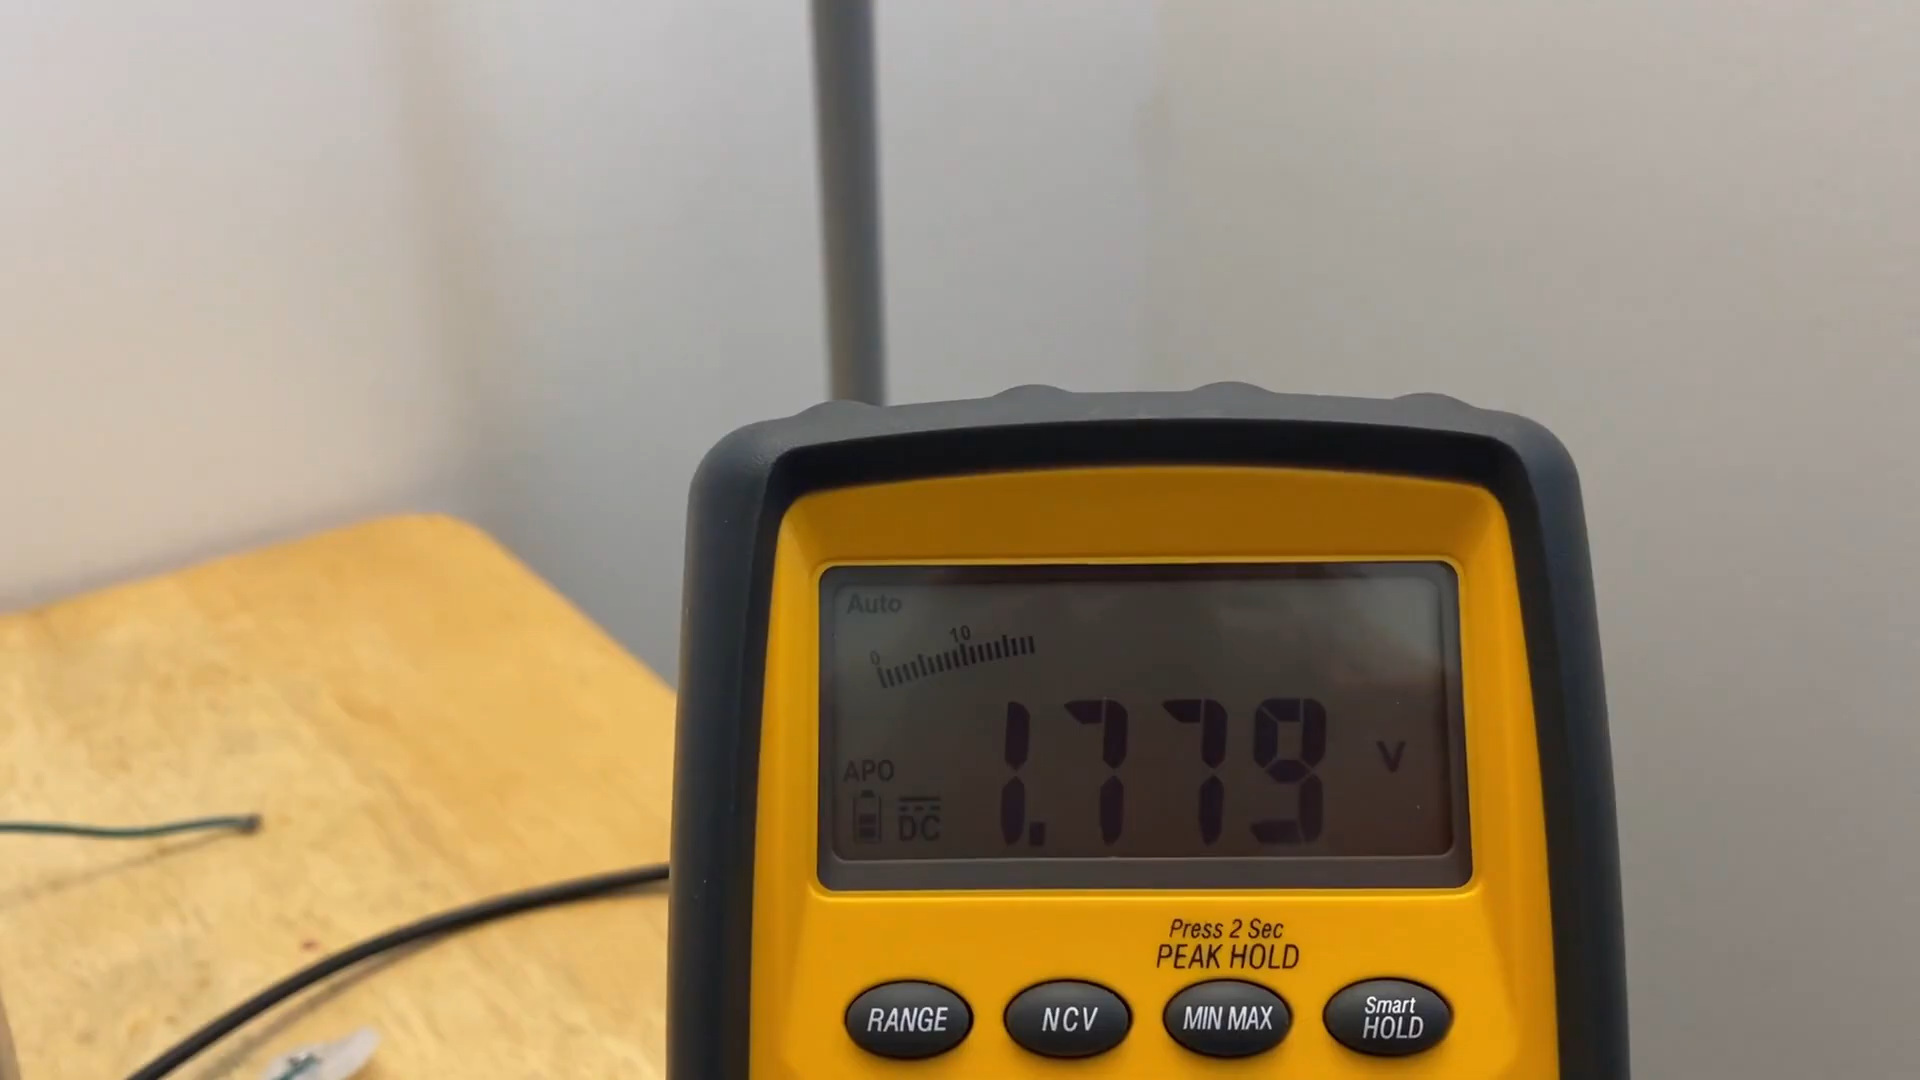 Auto
0 10
1.779 V
APO
DC
Press 2 Sec
PEAK HOLD
RANGE
NCV
MIN MAX
Smart
HOLD